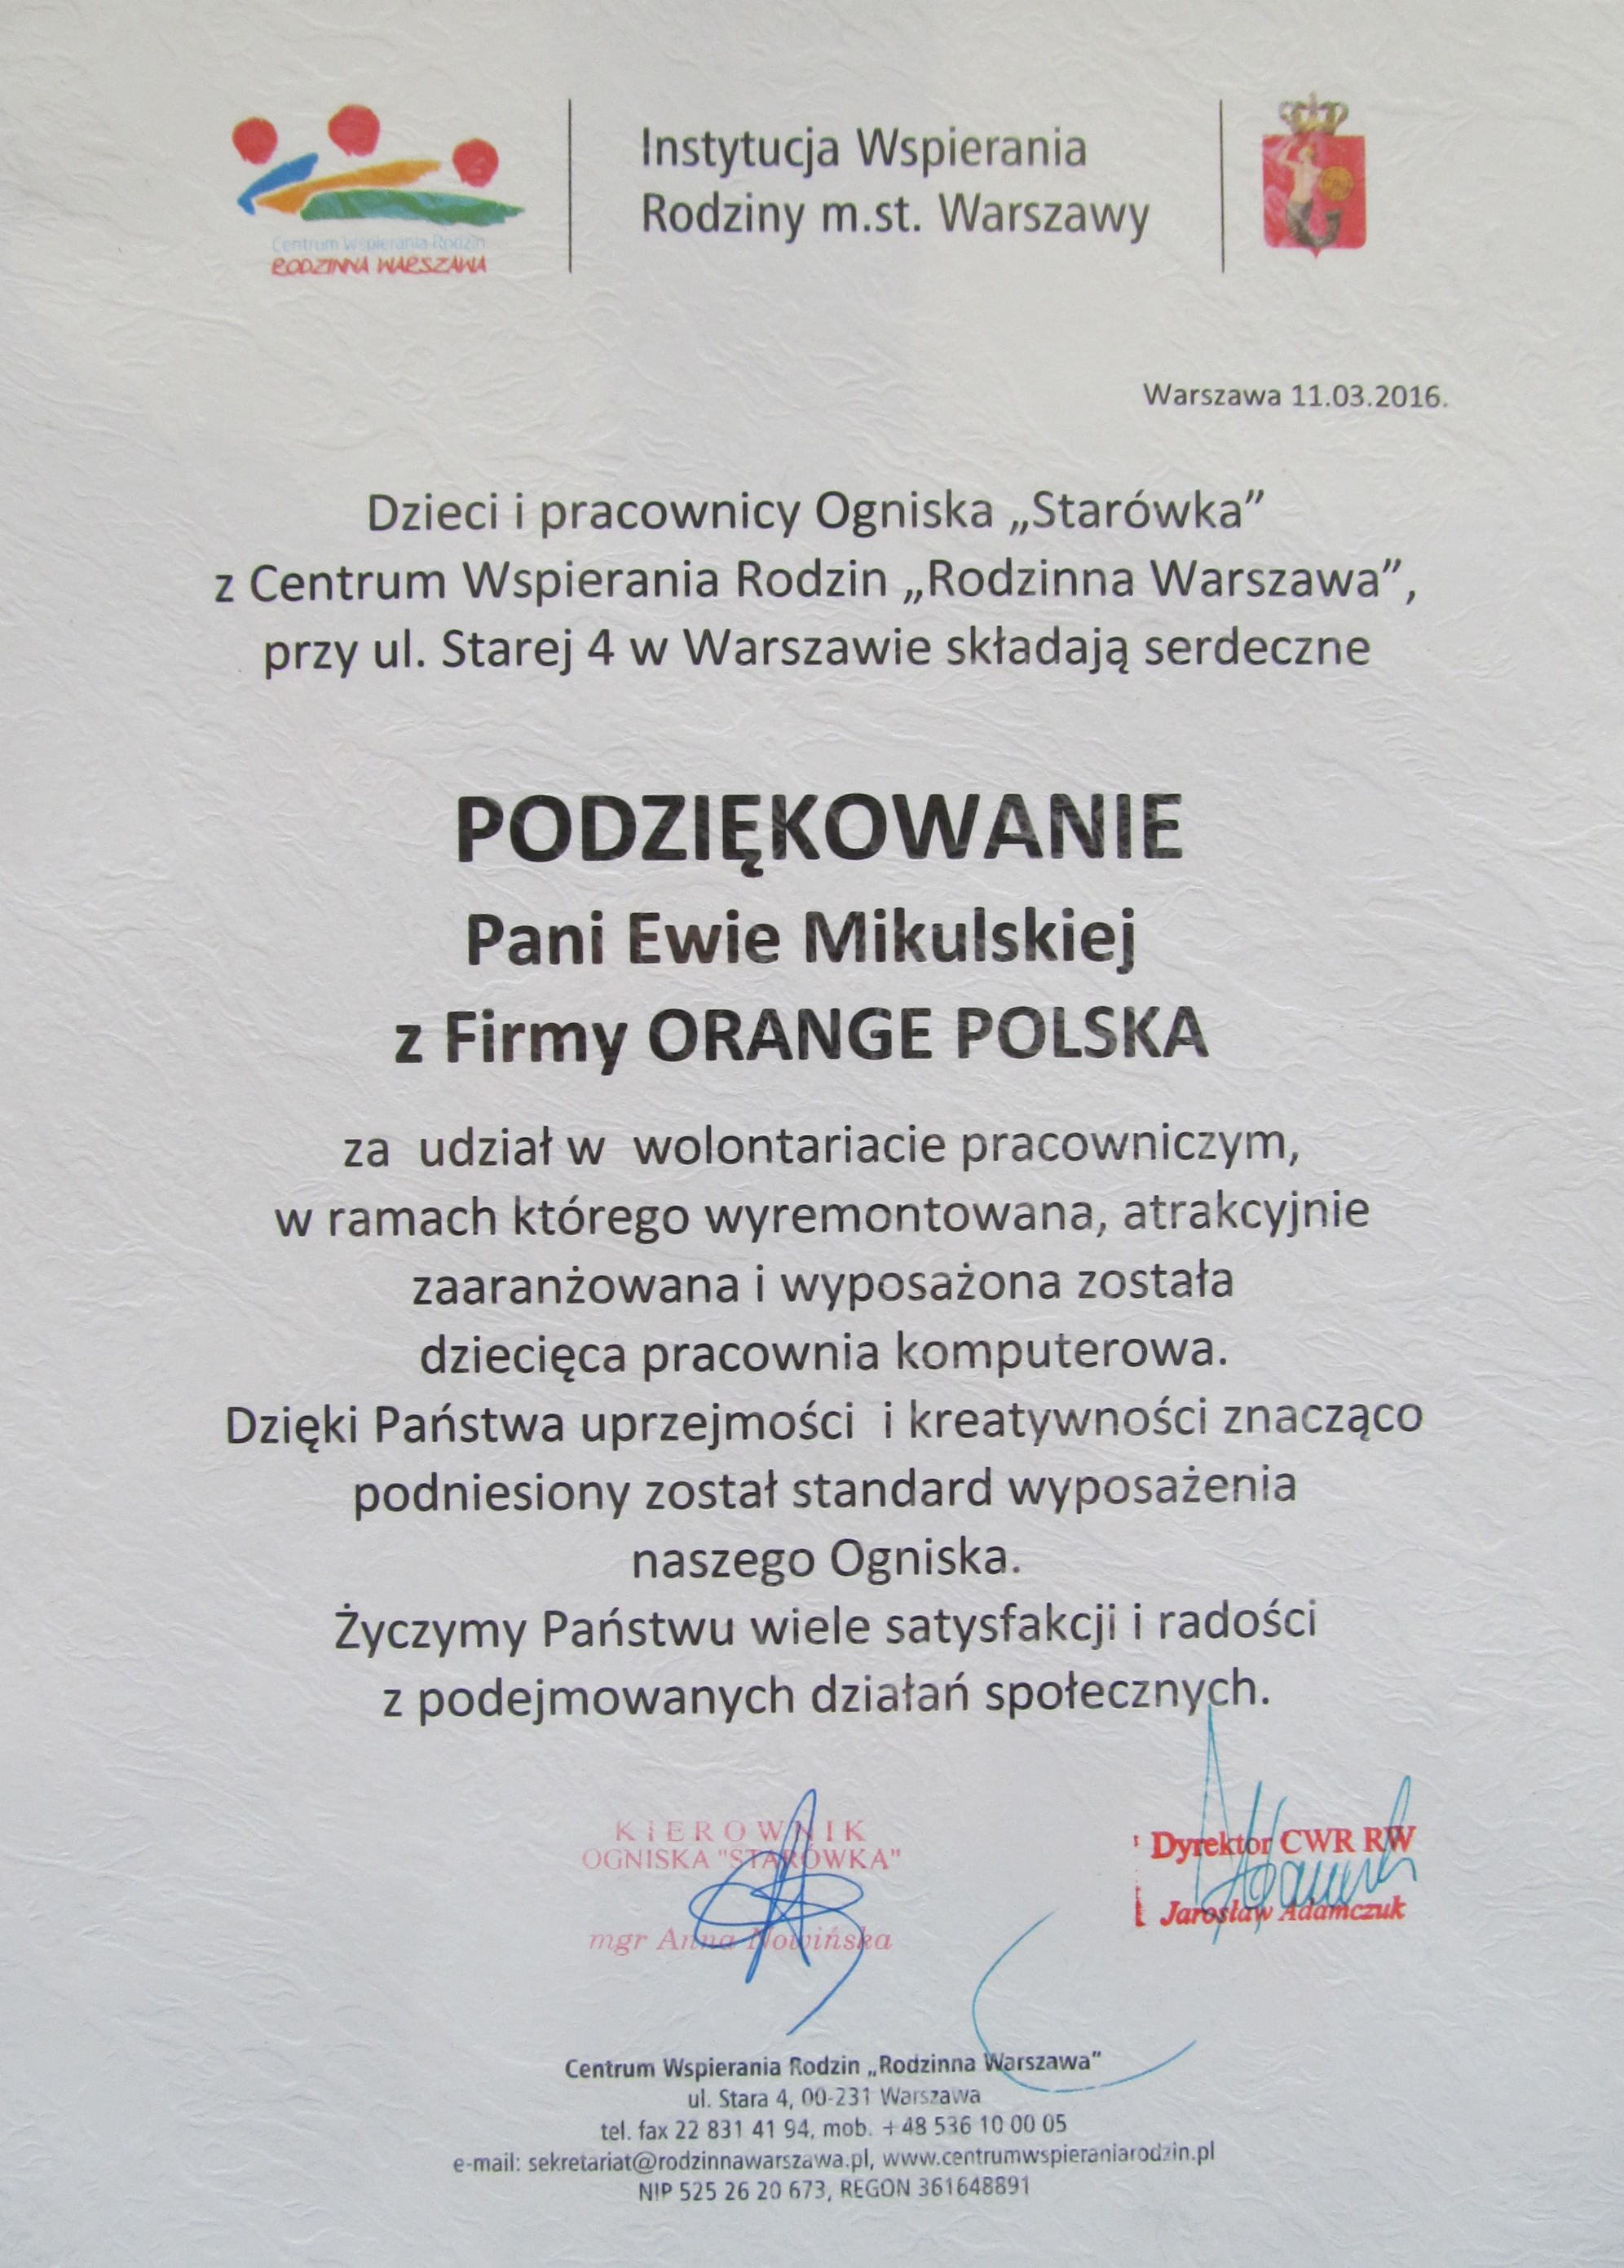 Centrum Wspierania Rodzin
RODZINNA WARSZAWA
Instytucja Wspierania
Rodziny m.st. Warszawy
Warszawa 11.03.2016.
Dzieci i pracownicy Ogniska „Starówka”
z Centrum Wspierania Rodzin „Rodzinna Warszawa”,
przy ul. Starej 4 w Warszawie składają serdeczne
PODZIĘKOWANIE
Pani Ewie Mikulskiej
z Firmy ORANGE POLSKA
za udział w wolontariacie pracowniczym,
w ramach którego wyremontowana, atrakcyjnie
zaaranżowana i wyposażona została
dziecięca pracownia komputerowa.
Dzięki Państwa uprzejmości i kreatywności znacząco
podniesiony został standard wyposażenia
naszego Ogniska.
Życzymy Państwu wiele satysfakcji i radości
z podejmowanych działań społecznych.
KIEROWNIK
OGNISKA "STARÓWKA"
mgr Anna Nowińska
Dyrektor CWR RW
Jarosław Adamczuk
Centrum Wspierania Rodzin „Rodzinna Warszawa”
ul. Stara 4, 00-231 Warszawa
tel. fax 22 831 41 94, mob. +48 536 10 00 05
e-mail: sekretariat@rodzinnawarszawa.pl, www.centrumwspieraniarodzin.pl
NIP 525 26 20 673, REGON 361648891